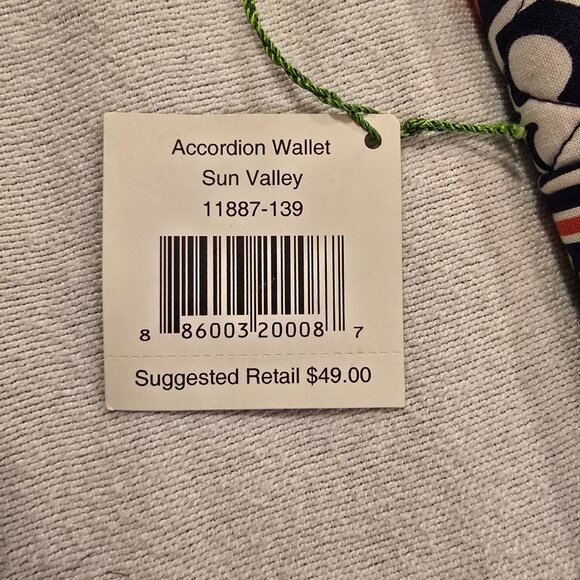 Accordion Wallet
Sun Valley
11887-139
8 86003 20008 7
Suggested Retail $49.00